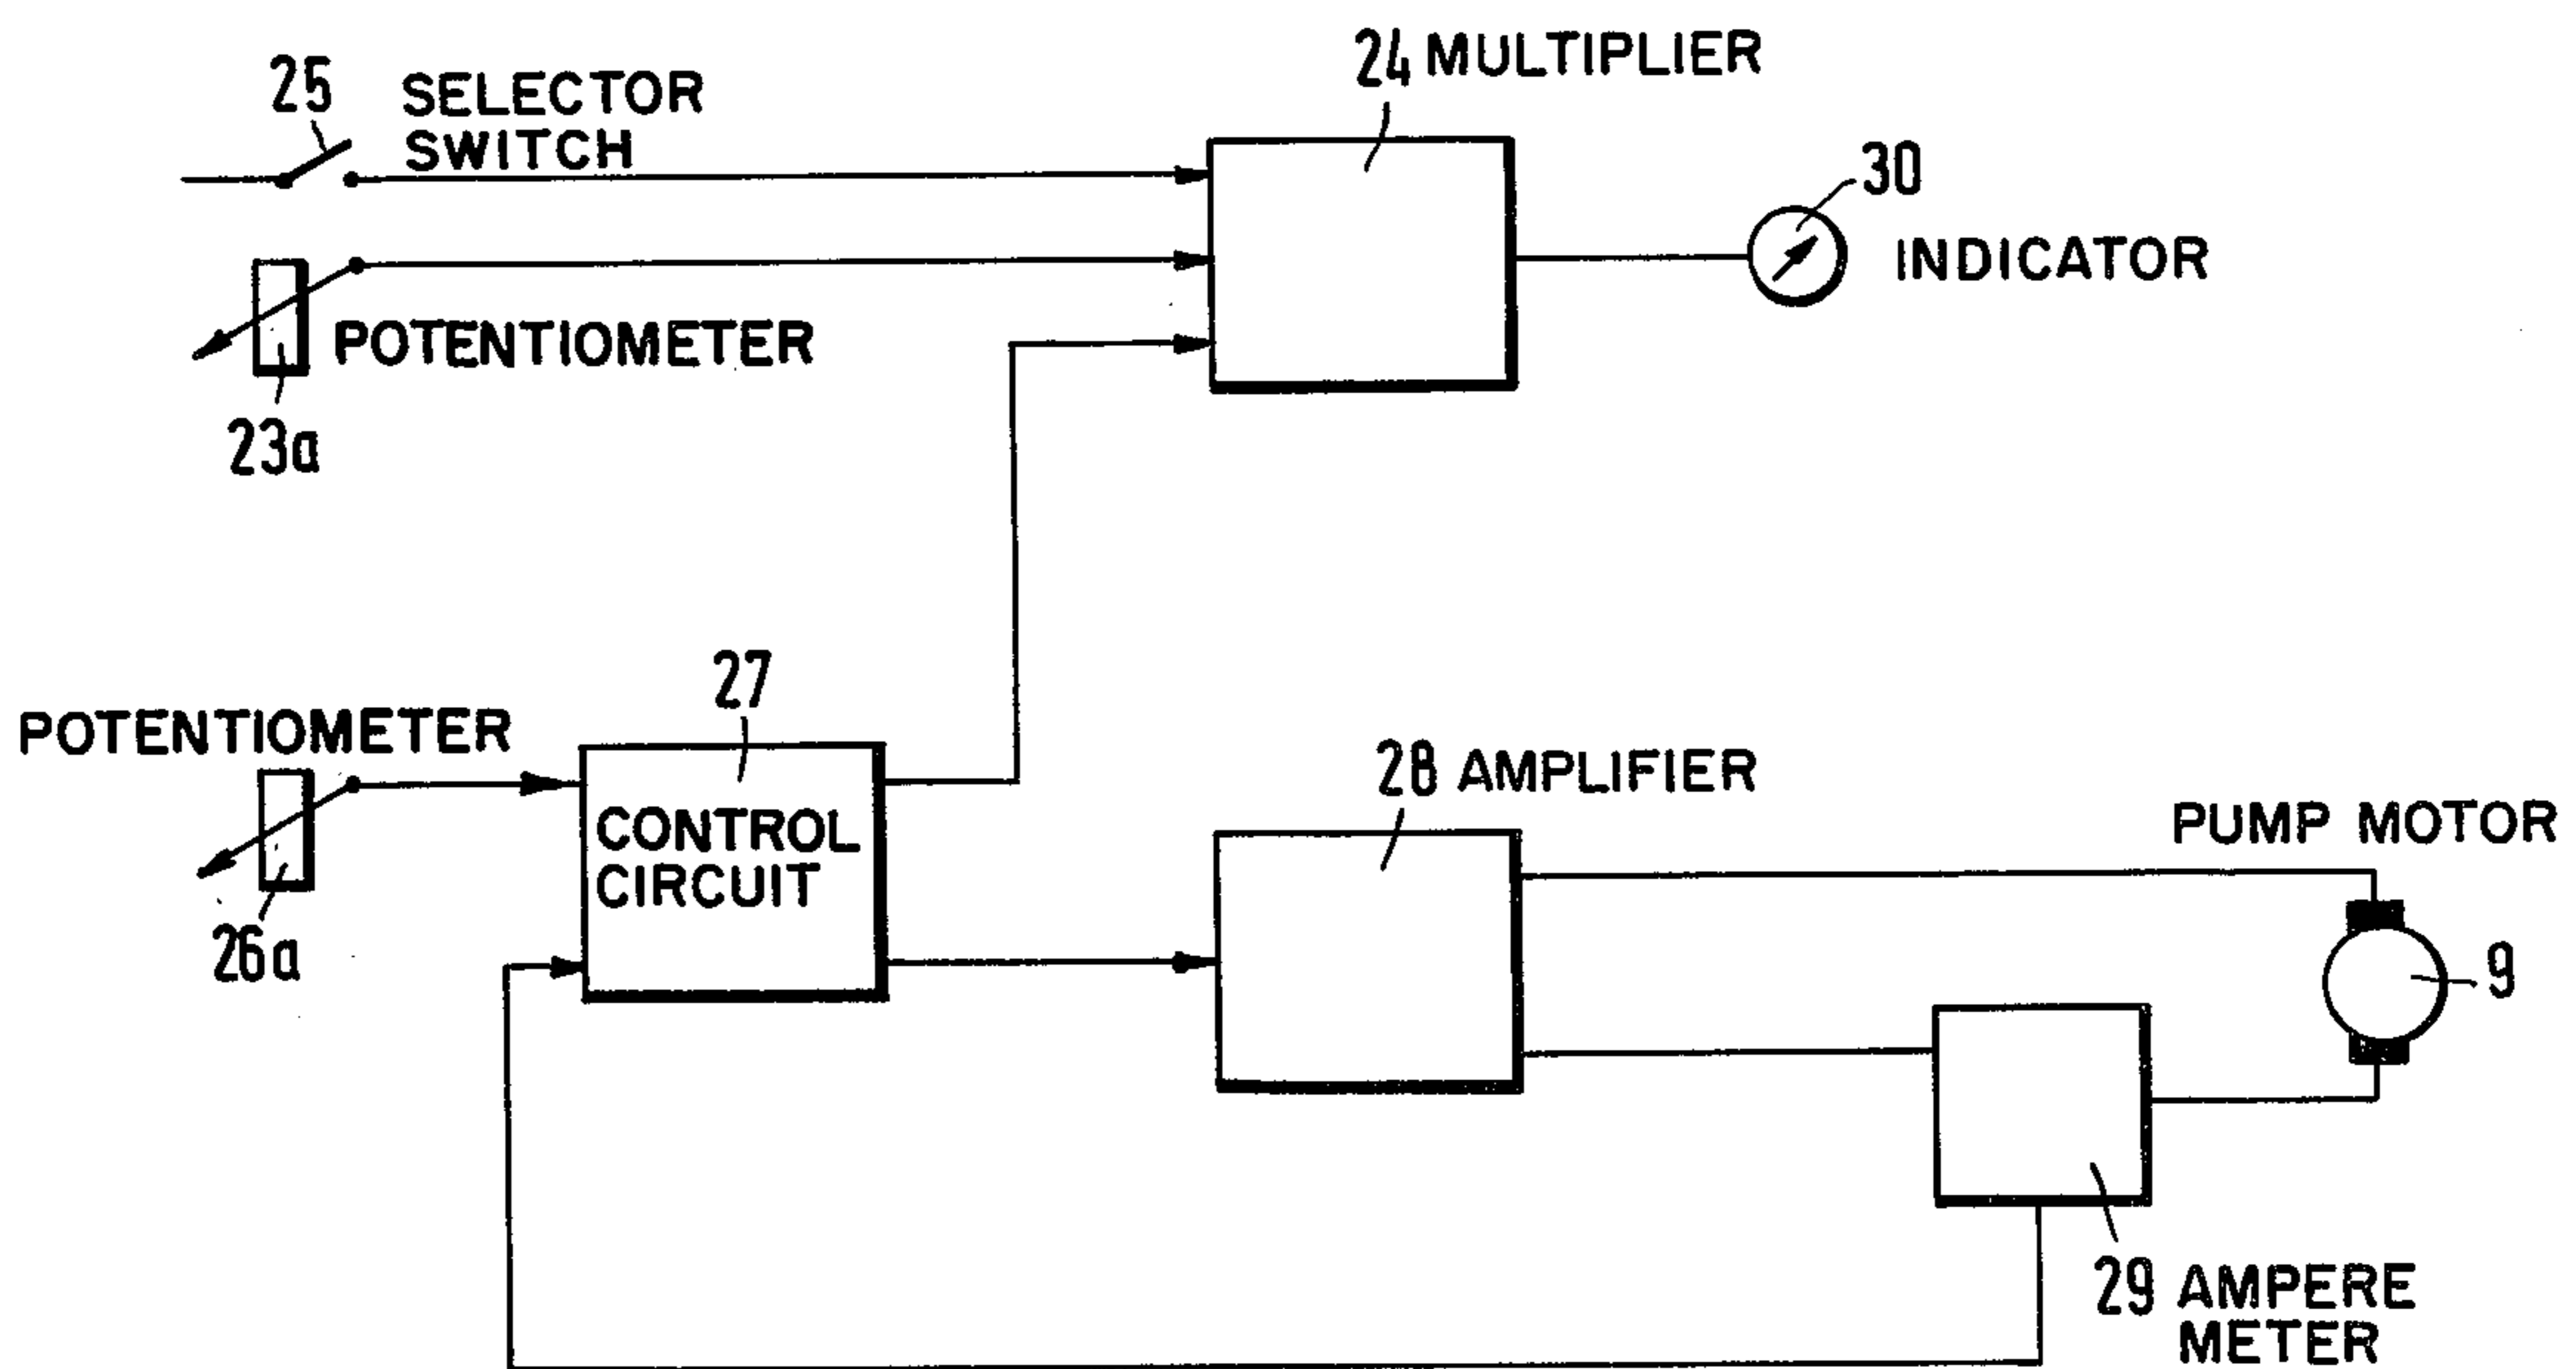 25 SELECTOR
SWITCH
24 MULTIPLIER
30
INDICATOR
POTENTIOMETER
23a
POTENTIOMETER
26a
27
CONTROL
CIRCUIT
28 AMPLIFIER
PUMP MOTOR
9
29 AMPERE
METER